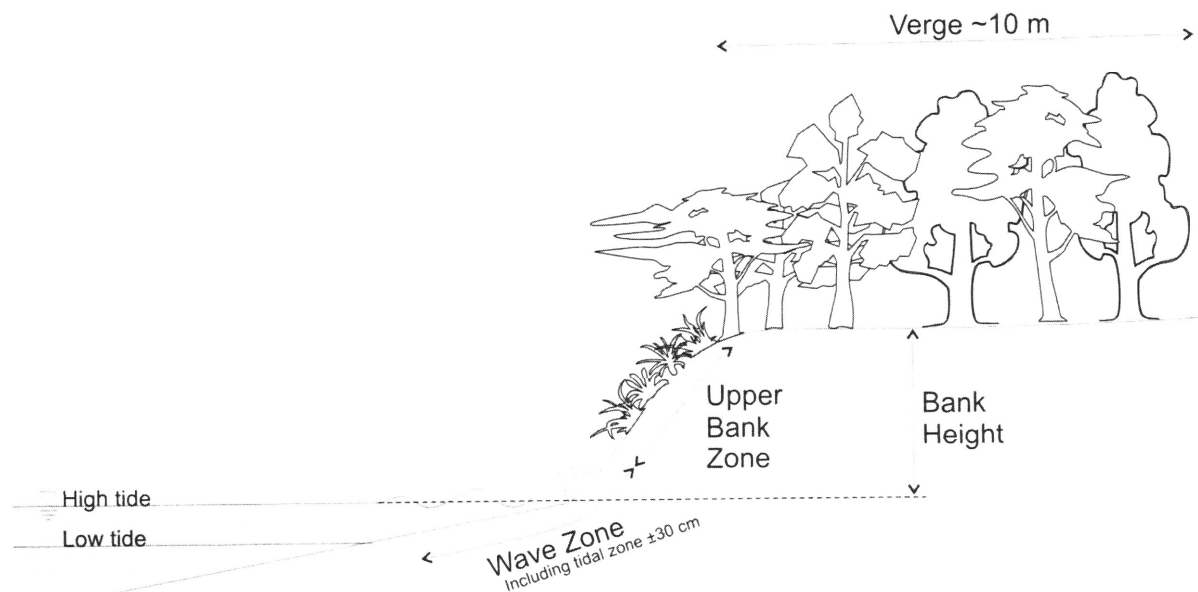 Verge ~10 m
Upper
Bank
Zone
Bank
Height
High tide
Low tide
Wave Zone
Including tidal zone ±30 cm